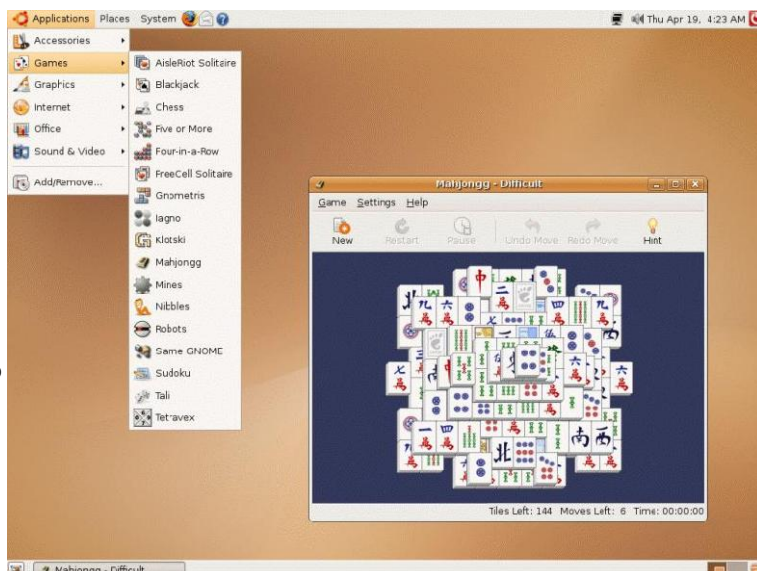 Applications Places System Thu Apr 19, 4:23 AM
Accessories
Games
Graphics
Internet
Office
Sound & Video
Add/Remove...
AisleRiot Solitaire
Blackjack
Chess
Five or More
Four-in-a-Row
FreeCell Solitaire
Gnometris
Iagno
Klotski
Mahjongg
Mines
Nibbles
Robots
Same GNOME
Sudoku
Tali
Tetravex
Mahjongg - Difficult
Game Settings Help
New Restart Pause Undo Move Redo Move Hint
中
北
南
Tiles Left: 144 Moves Left: 6 Time: 00:00:00
Mahjongg - Difficult